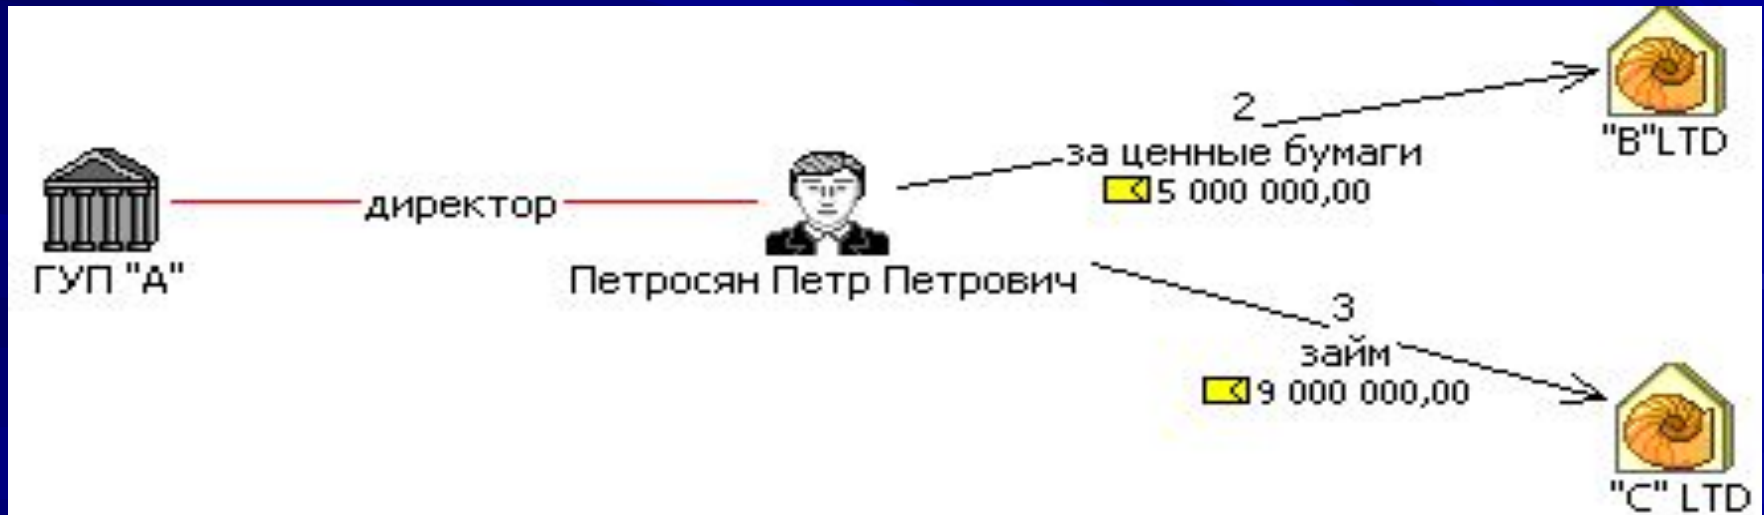 "В"LTD
2
за ценные бумаги
5 000 000,00
директор
ГУП "А"
Петросян Петр Петрович
3
займ
9 000 000,00
"С" LTD